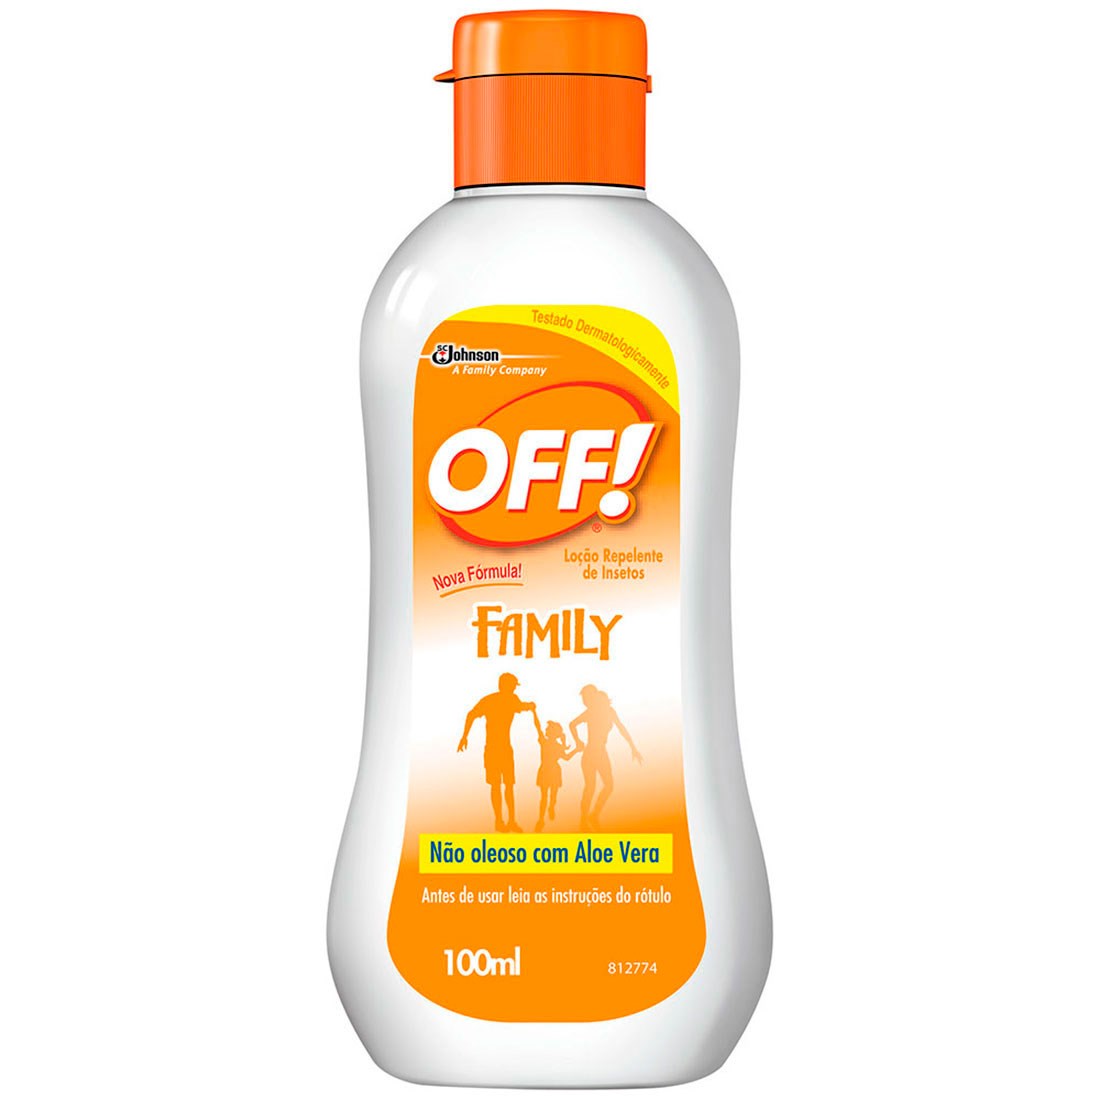 Testado Dermatologicamente
SC Johnson
A Family Company
OFF!
®
Loção Repelente
de Insetos
Nova Fórmula!
FAMILY
Não oleoso com Aloe Vera
Antes de usar leia as instruções do rótulo
100ml
812774